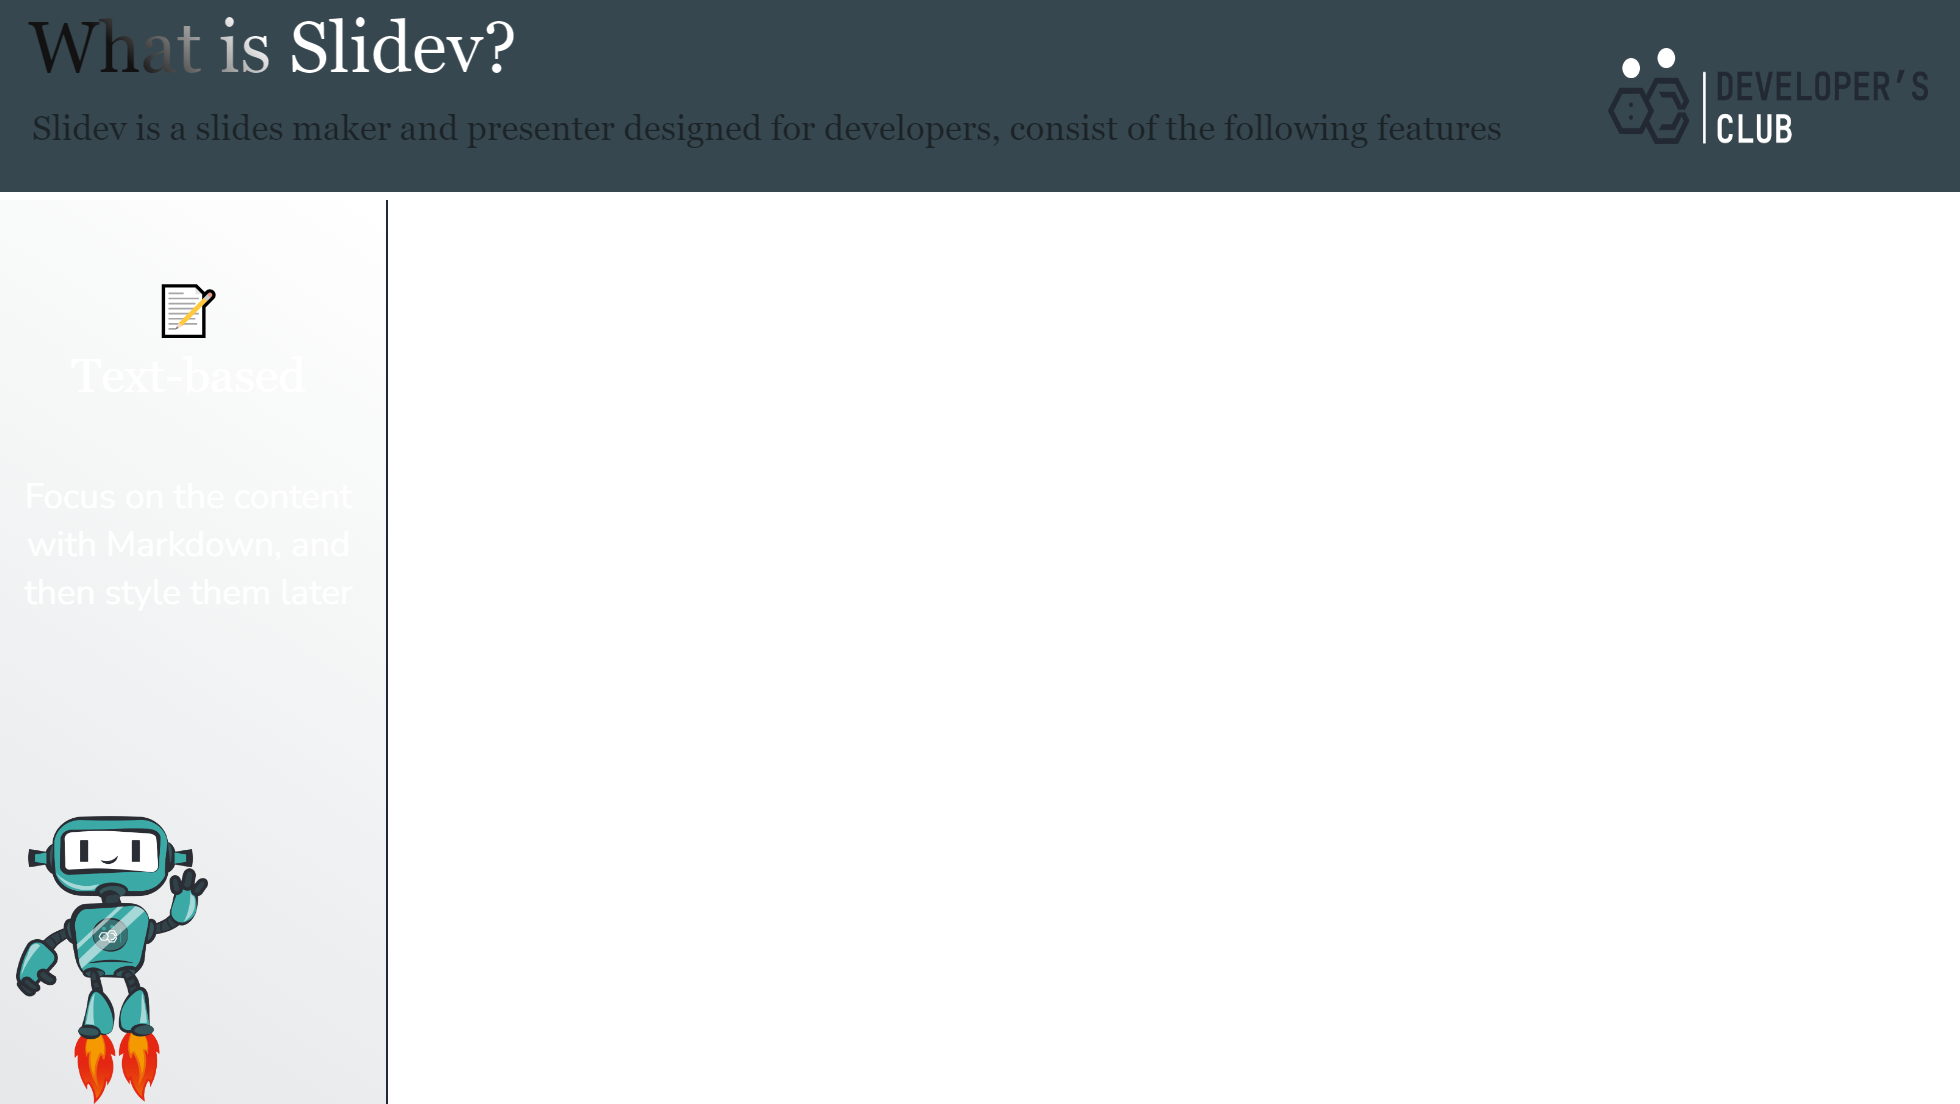 What is Slidev?
Slidev is a slides maker and presenter designed for developers, consist of the following features
DEVELOPER'S
CLUB
Text-based
Focus on the content
with Markdown, and
then style them later